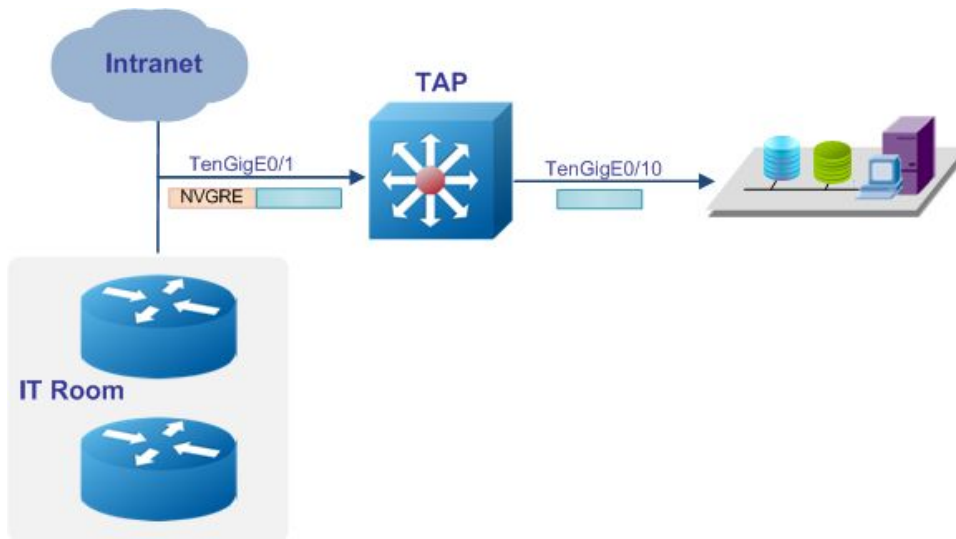 Intranet
TAP
TenGigE0/1
TenGigE0/10
NVGRE
IT Room